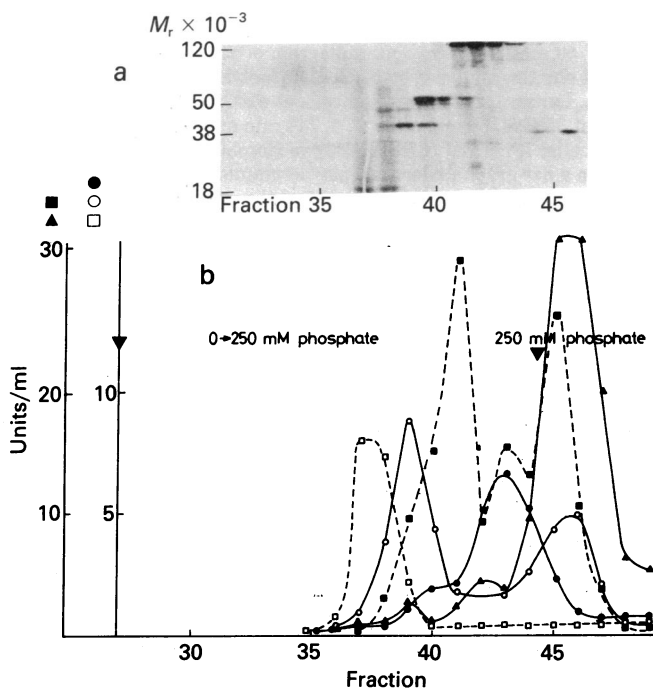 Mr × 10⁻³
a
120
50
38
18
Fraction 35 40 45
b
30
20
10
10
5
Units/ml
0→250 mM phosphate
250 mM phosphate
30 35 40 45
Fraction